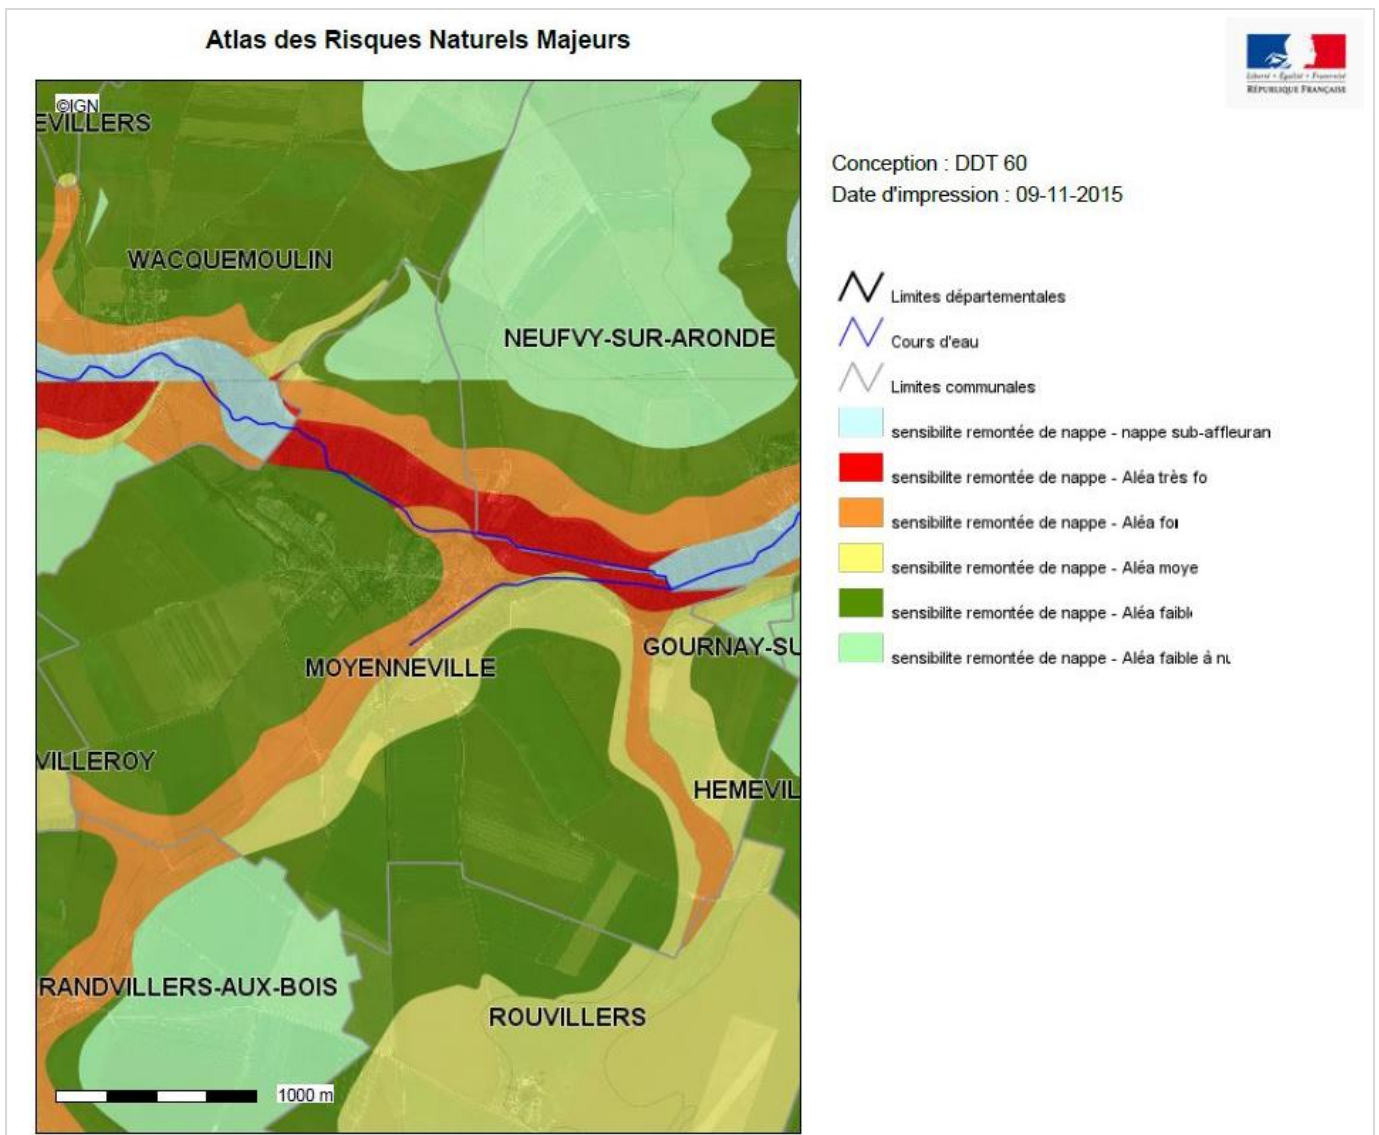 Atlas des Risques Naturels Majeurs
Liberté • Égalité • Fraternité
RÉPUBLIQUE FRANÇAISE
Conception : DDT 60
Date d'impression : 09-11-2015
©IGN
EVILLERS
WACQUEMOULIN
NEUFVY-SUR-ARONDE
GOURNAY-SU
MOYENNEVILLE
VILLEROY
HEMEVIL
RANDVILLERS-AUX-BOIS
ROUVILLERS
1000 m
Limites départementales
Cours d'eau
Limites communales
sensibilite remontée de nappe - nappe sub-affleuran
sensibilite remontée de nappe - Aléa très fo
sensibilite remontée de nappe - Aléa for
sensibilite remontée de nappe - Aléa moye
sensibilite remontée de nappe - Aléa faible
sensibilite remontée de nappe - Aléa faible à nu